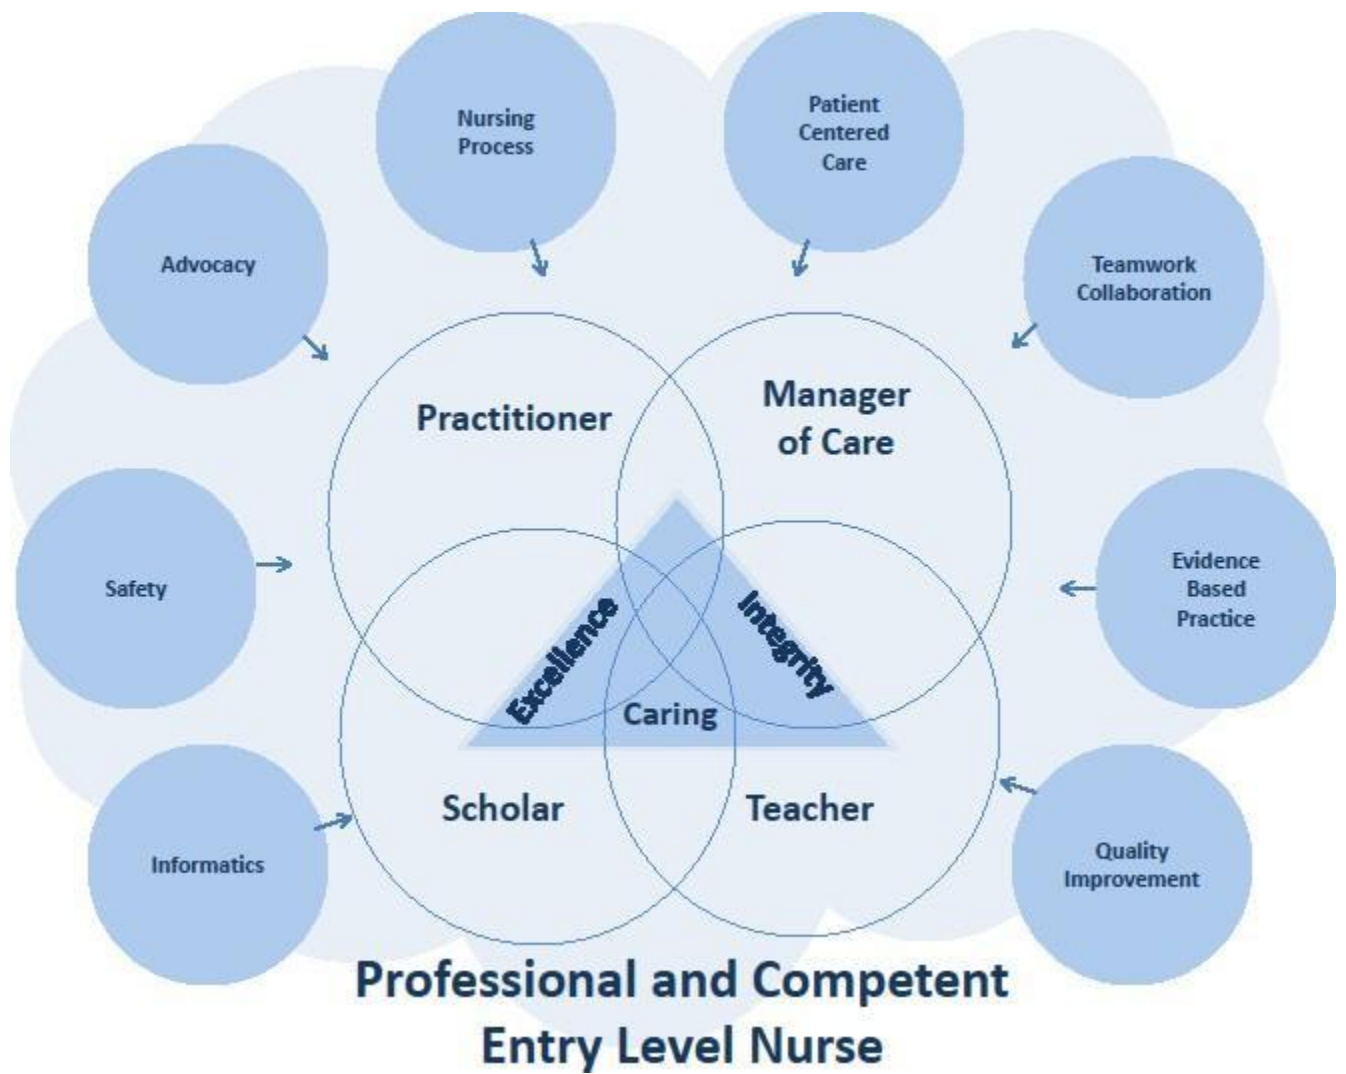 Nursing
Process
Patient
Centered
Care
Advocacy
Teamwork
Collaboration
Practitioner
Manager
of Care
Safety
Evidence
Based
Practice
Excellence
Integrity
Caring
Scholar
Teacher
Informatics
Quality
Improvement
Professional and Competent
Entry Level Nurse